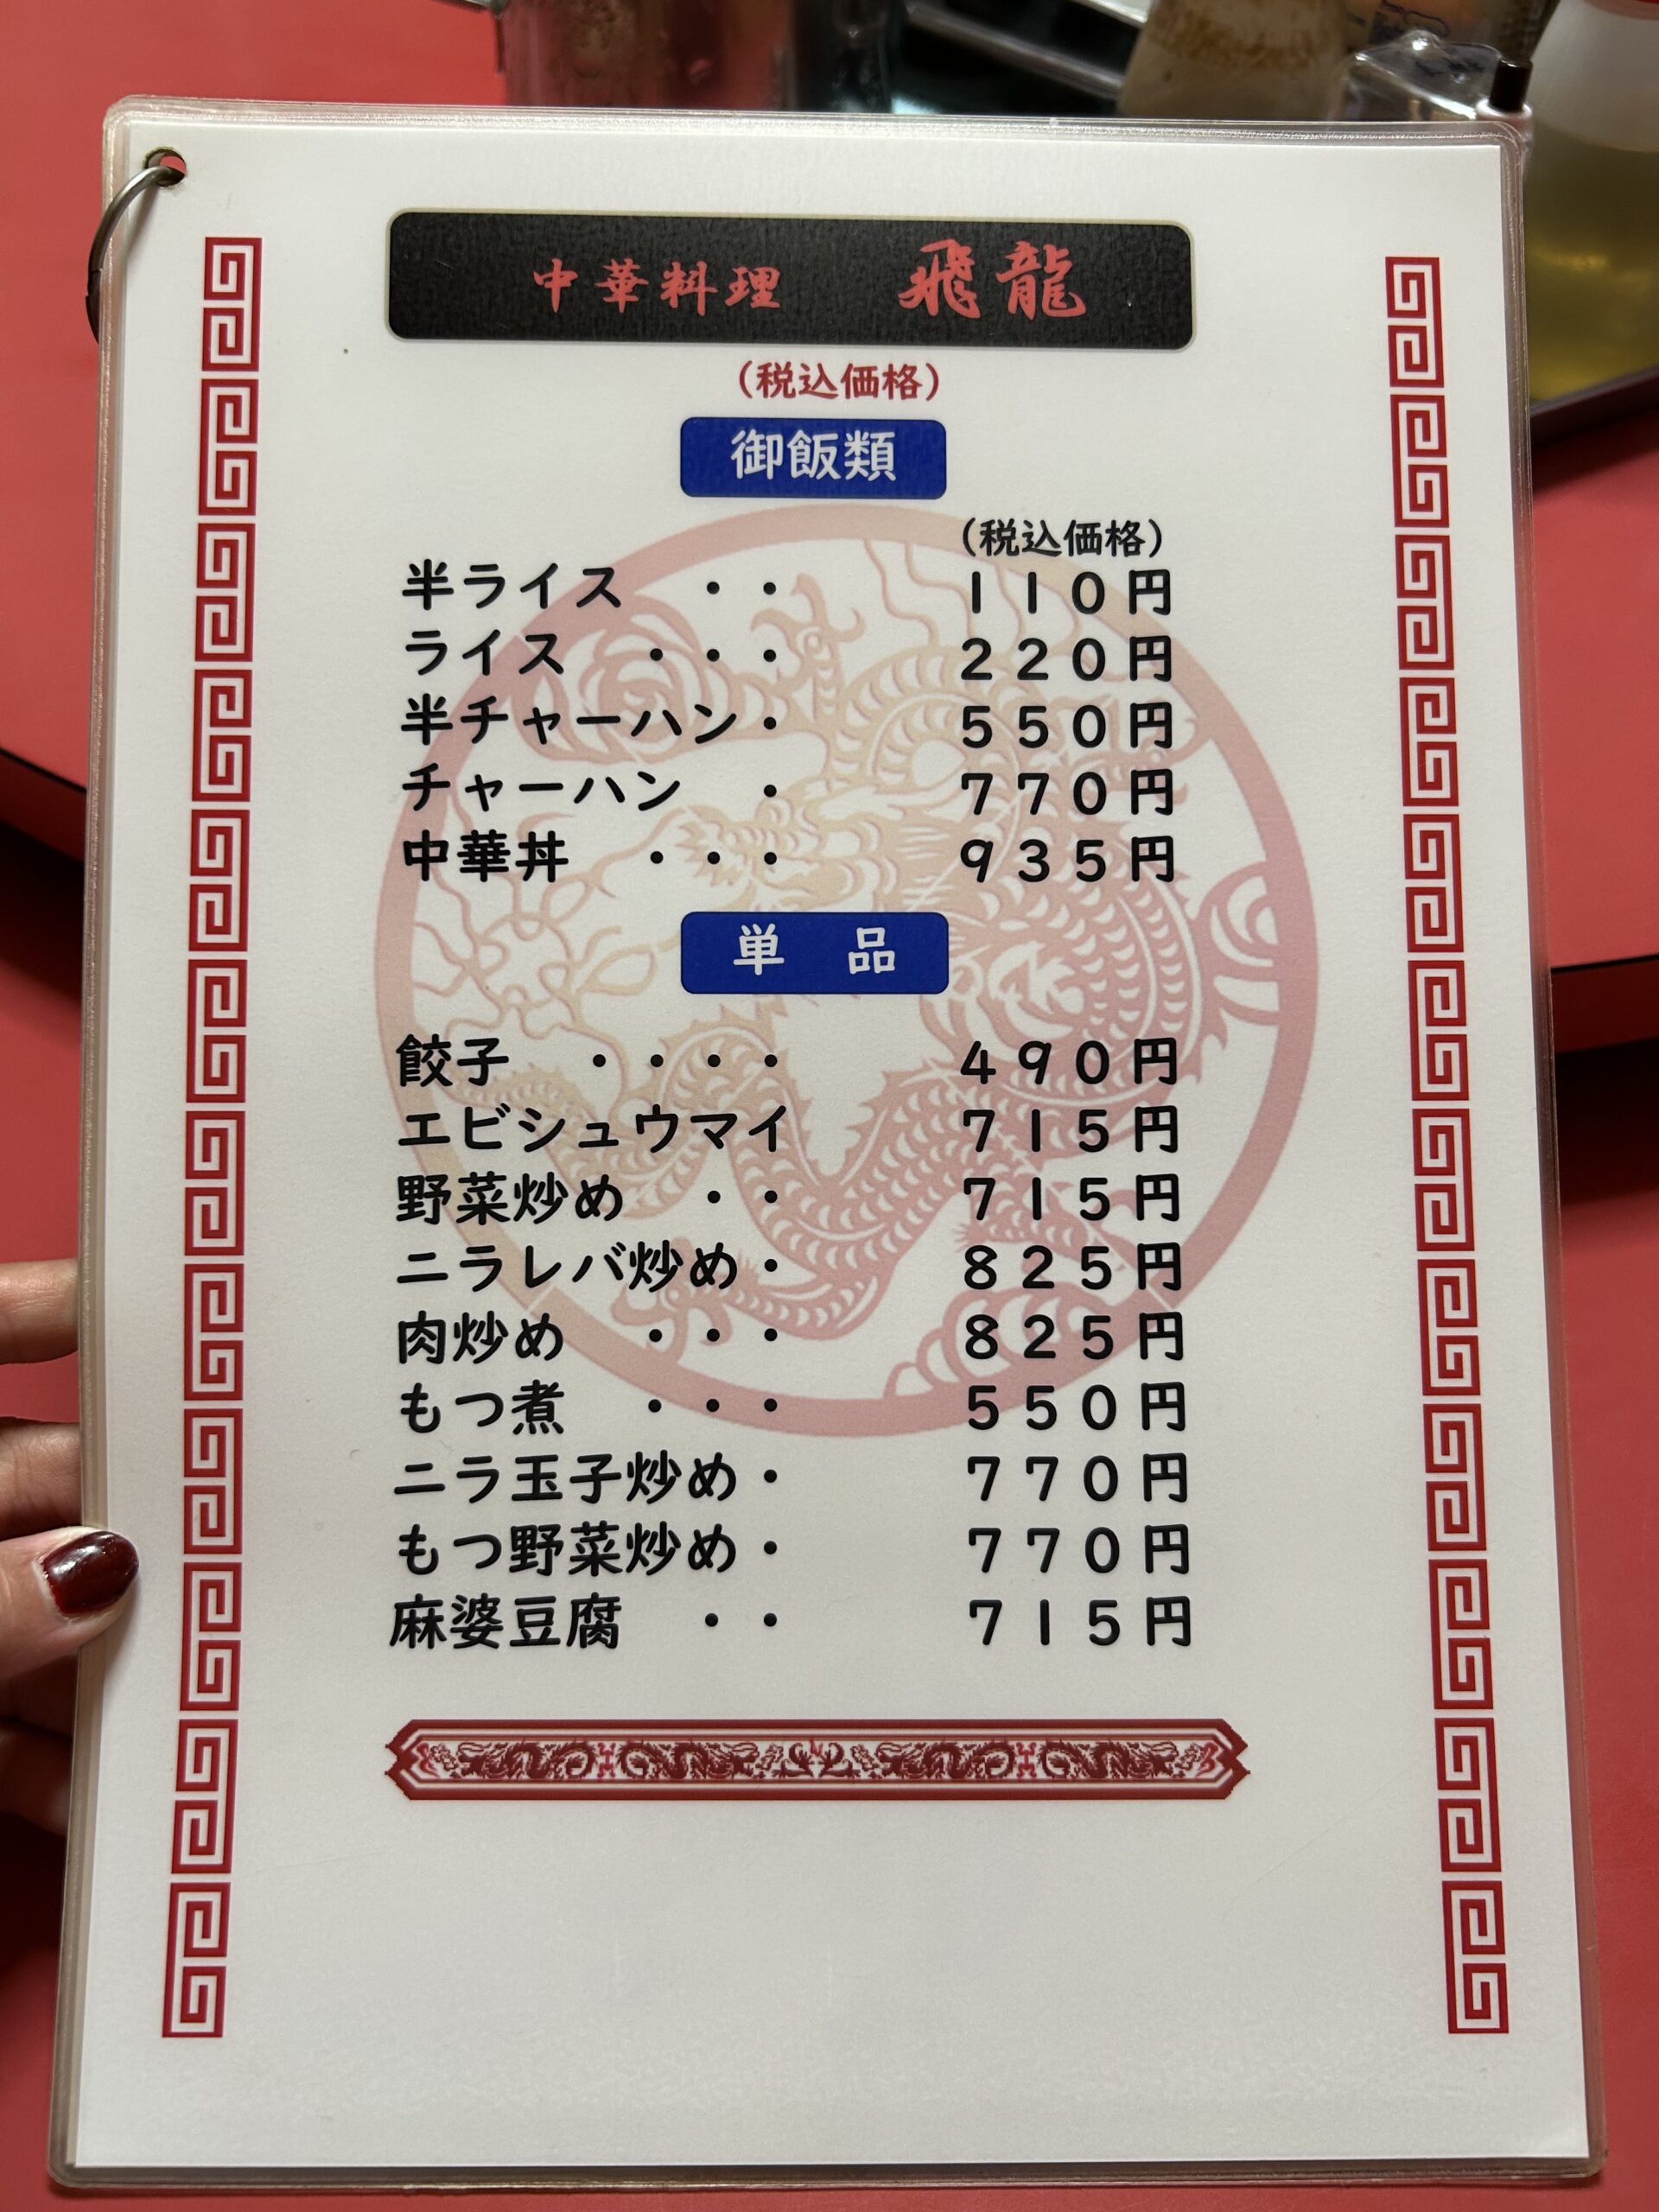 中華料理　飛龍
（税込価格）
御飯類
（税込価格）
半ライス　・・　１１０円
ライス　・・・　２２０円
半チャーハン・　５５０円
チャーハン　・　７７０円
中華丼　・・・　９３５円
単　品
餃子　・・・・　４９０円
エビシュウマイ　７１５円
野菜炒め　・・　７１５円
ニラレバ炒め・　８２５円
肉炒め　・・・　８２５円
もつ煮　・・・　５５０円
ニラ玉子炒め・　７７０円
もつ野菜炒め・　７７０円
麻婆豆腐　・・　７１５円